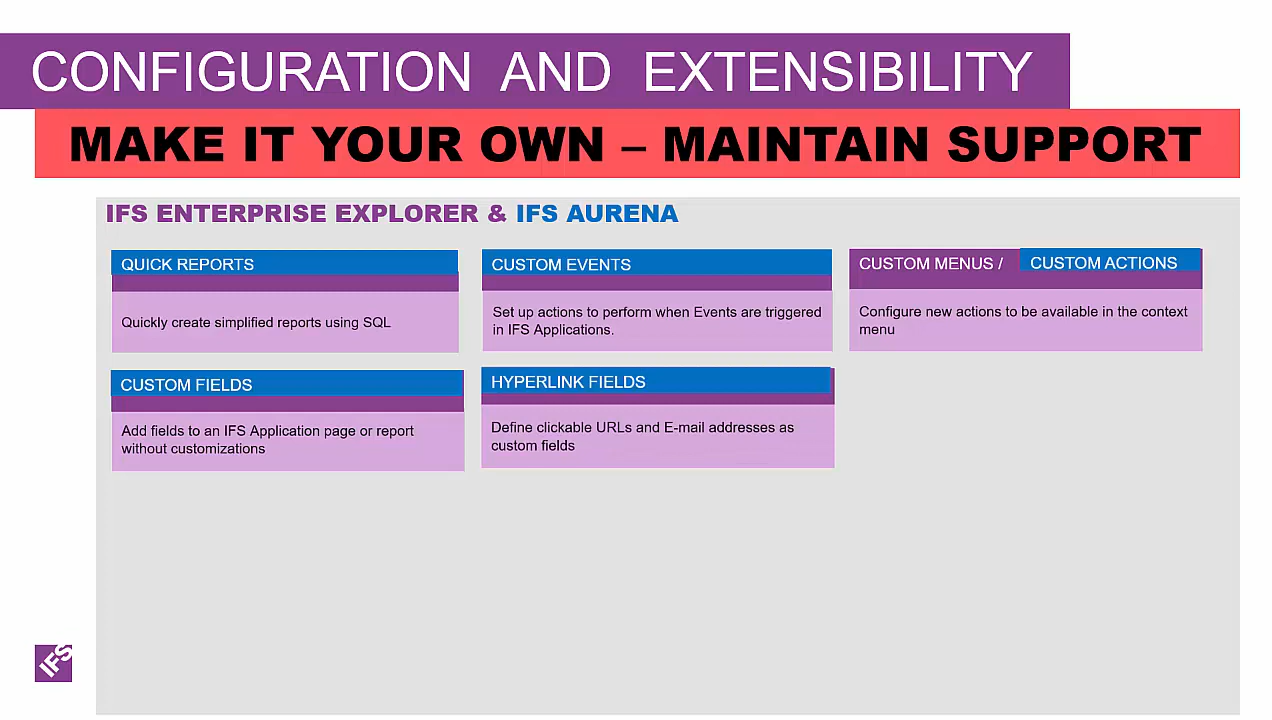 CONFIGURATION AND EXTENSIBILITY
MAKE IT YOUR OWN – MAINTAIN SUPPORT
IFS ENTERPRISE EXPLORER & IFS AURENA
QUICK REPORTS
Quickly create simplified reports using SQL
CUSTOM EVENTS
Set up actions to perform when Events are triggered
in IFS Applications.
CUSTOM MENUS / CUSTOM ACTIONS
Configure new actions to be available in the context
menu
CUSTOM FIELDS
Add fields to an IFS Application page or report
without customizations
HYPERLINK FIELDS
Define clickable URLs and E-mail addresses as
custom fields
IFS